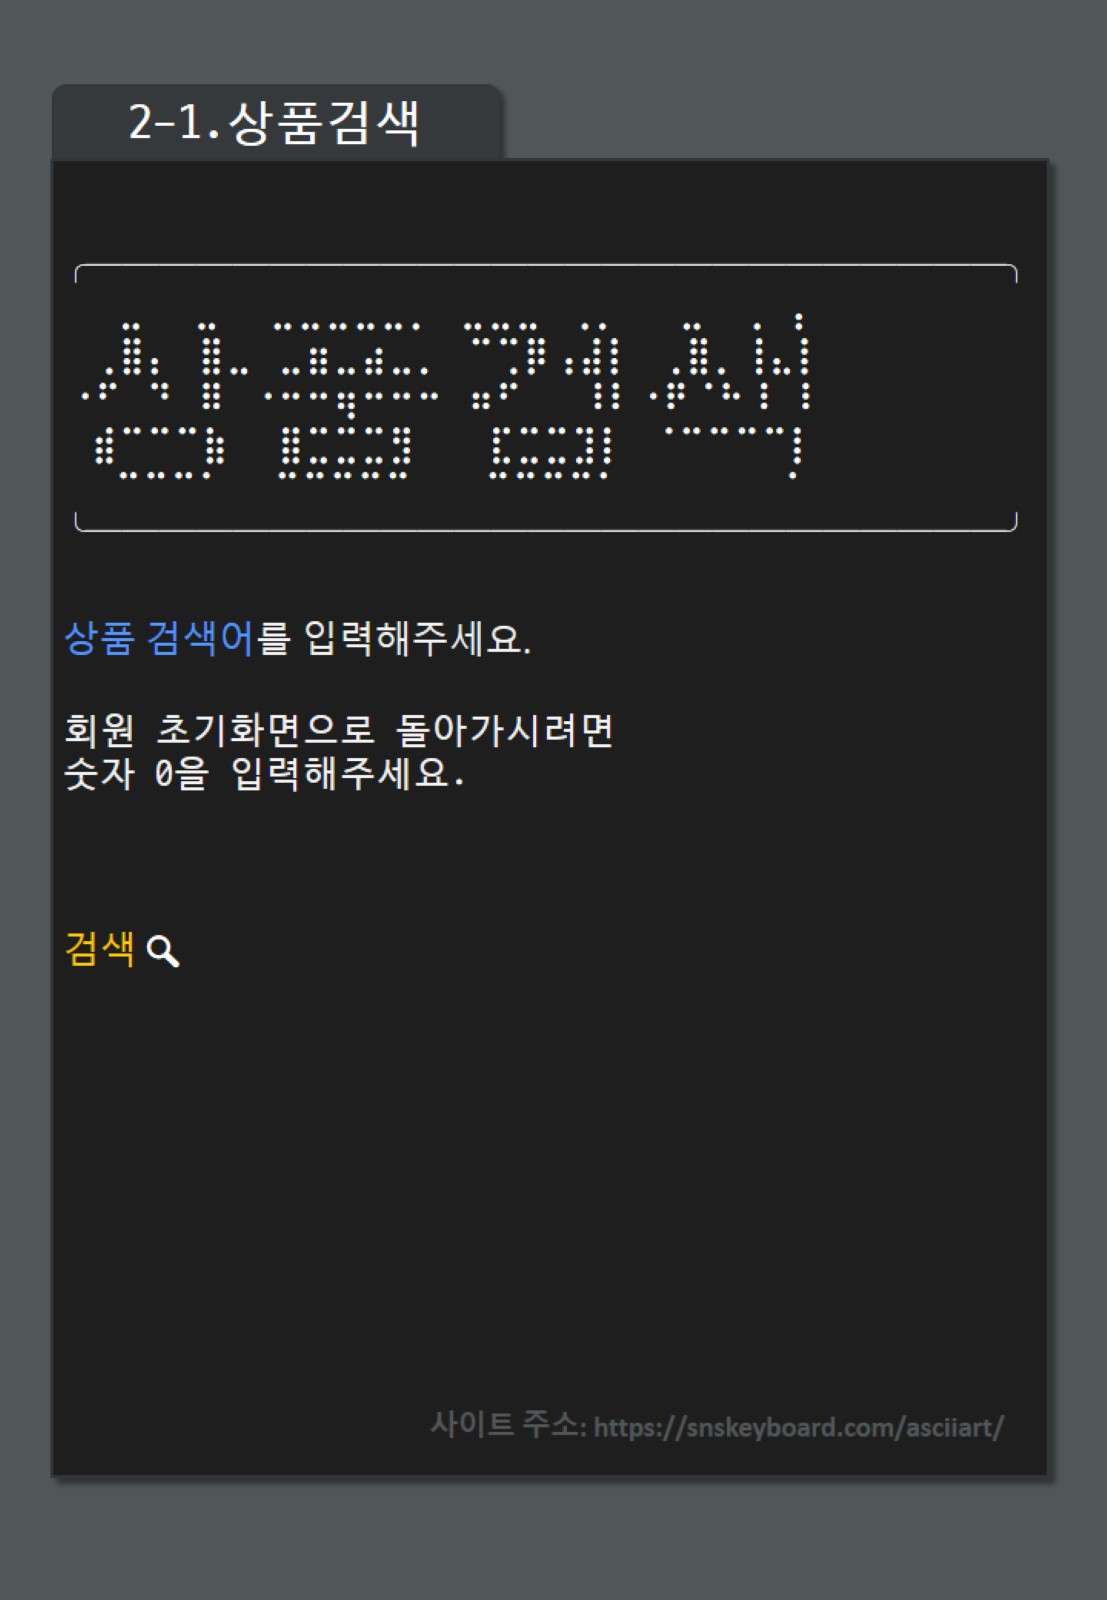 2-1.상품검색
상품검색
상품 검색어를 입력해주세요.
회원 초기화면으로 돌아가시려면
숫자 0을 입력해주세요.
검색
사이트 주소: https://snskeyboard.com/asciiart/